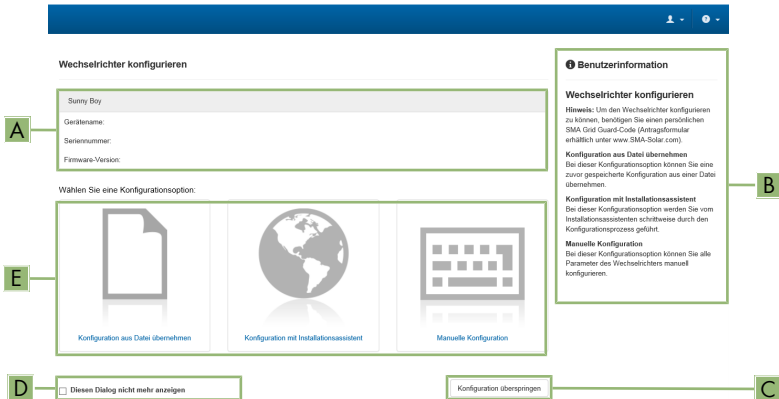 Wechselrichter konfigurieren
A
Sunny Boy
Gerätename:
Seriennummer:
Firmware-Version:
Wählen Sie eine Konfigurationsoption:
E
Konfiguration aus Datei übernehmen
Konfiguration mit Installationsassistent
Manuelle Konfiguration
D
Diesen Dialog nicht mehr anzeigen
Konfiguration überspringen
C
Benutzerinformation
Wechselrichter konfigurieren
Hinweis: Um den Wechselrichter konfigurieren
zu können, benötigen Sie einen persönlichen
SMA Grid Guard-Code (Antragsformular
erhältlich unter www.SMA-Solar.com).
Konfiguration aus Datei übernehmen
Bei dieser Konfigurationsoption können Sie eine
zuvor gespeicherte Konfiguration aus einer Datei
übernehmen.
Konfiguration mit Installationsassistent
Bei dieser Konfigurationsoption werden Sie vom
Installationsassistenten schrittweise durch den
Konfigurationsprozess geführt.
Manuelle Konfiguration
Bei dieser Konfigurationsoption können Sie alle
Parameter des Wechselrichters manuell
konfigurieren.
B